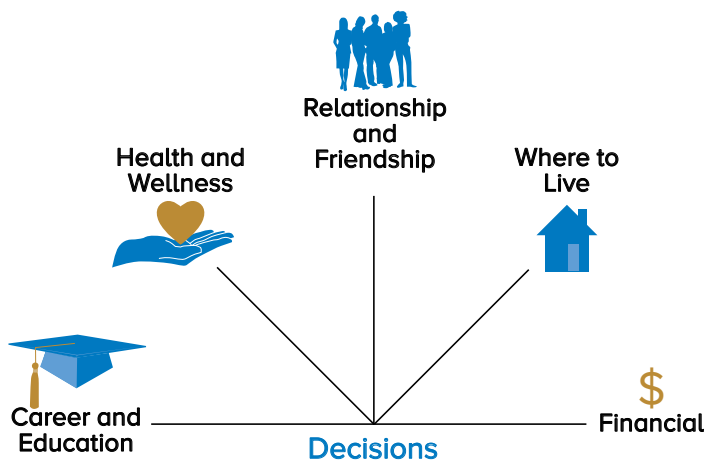 Relationship
and
Friendship
Health and
Wellness
Where to
Live
Career and
Education
$
Financial
Decisions